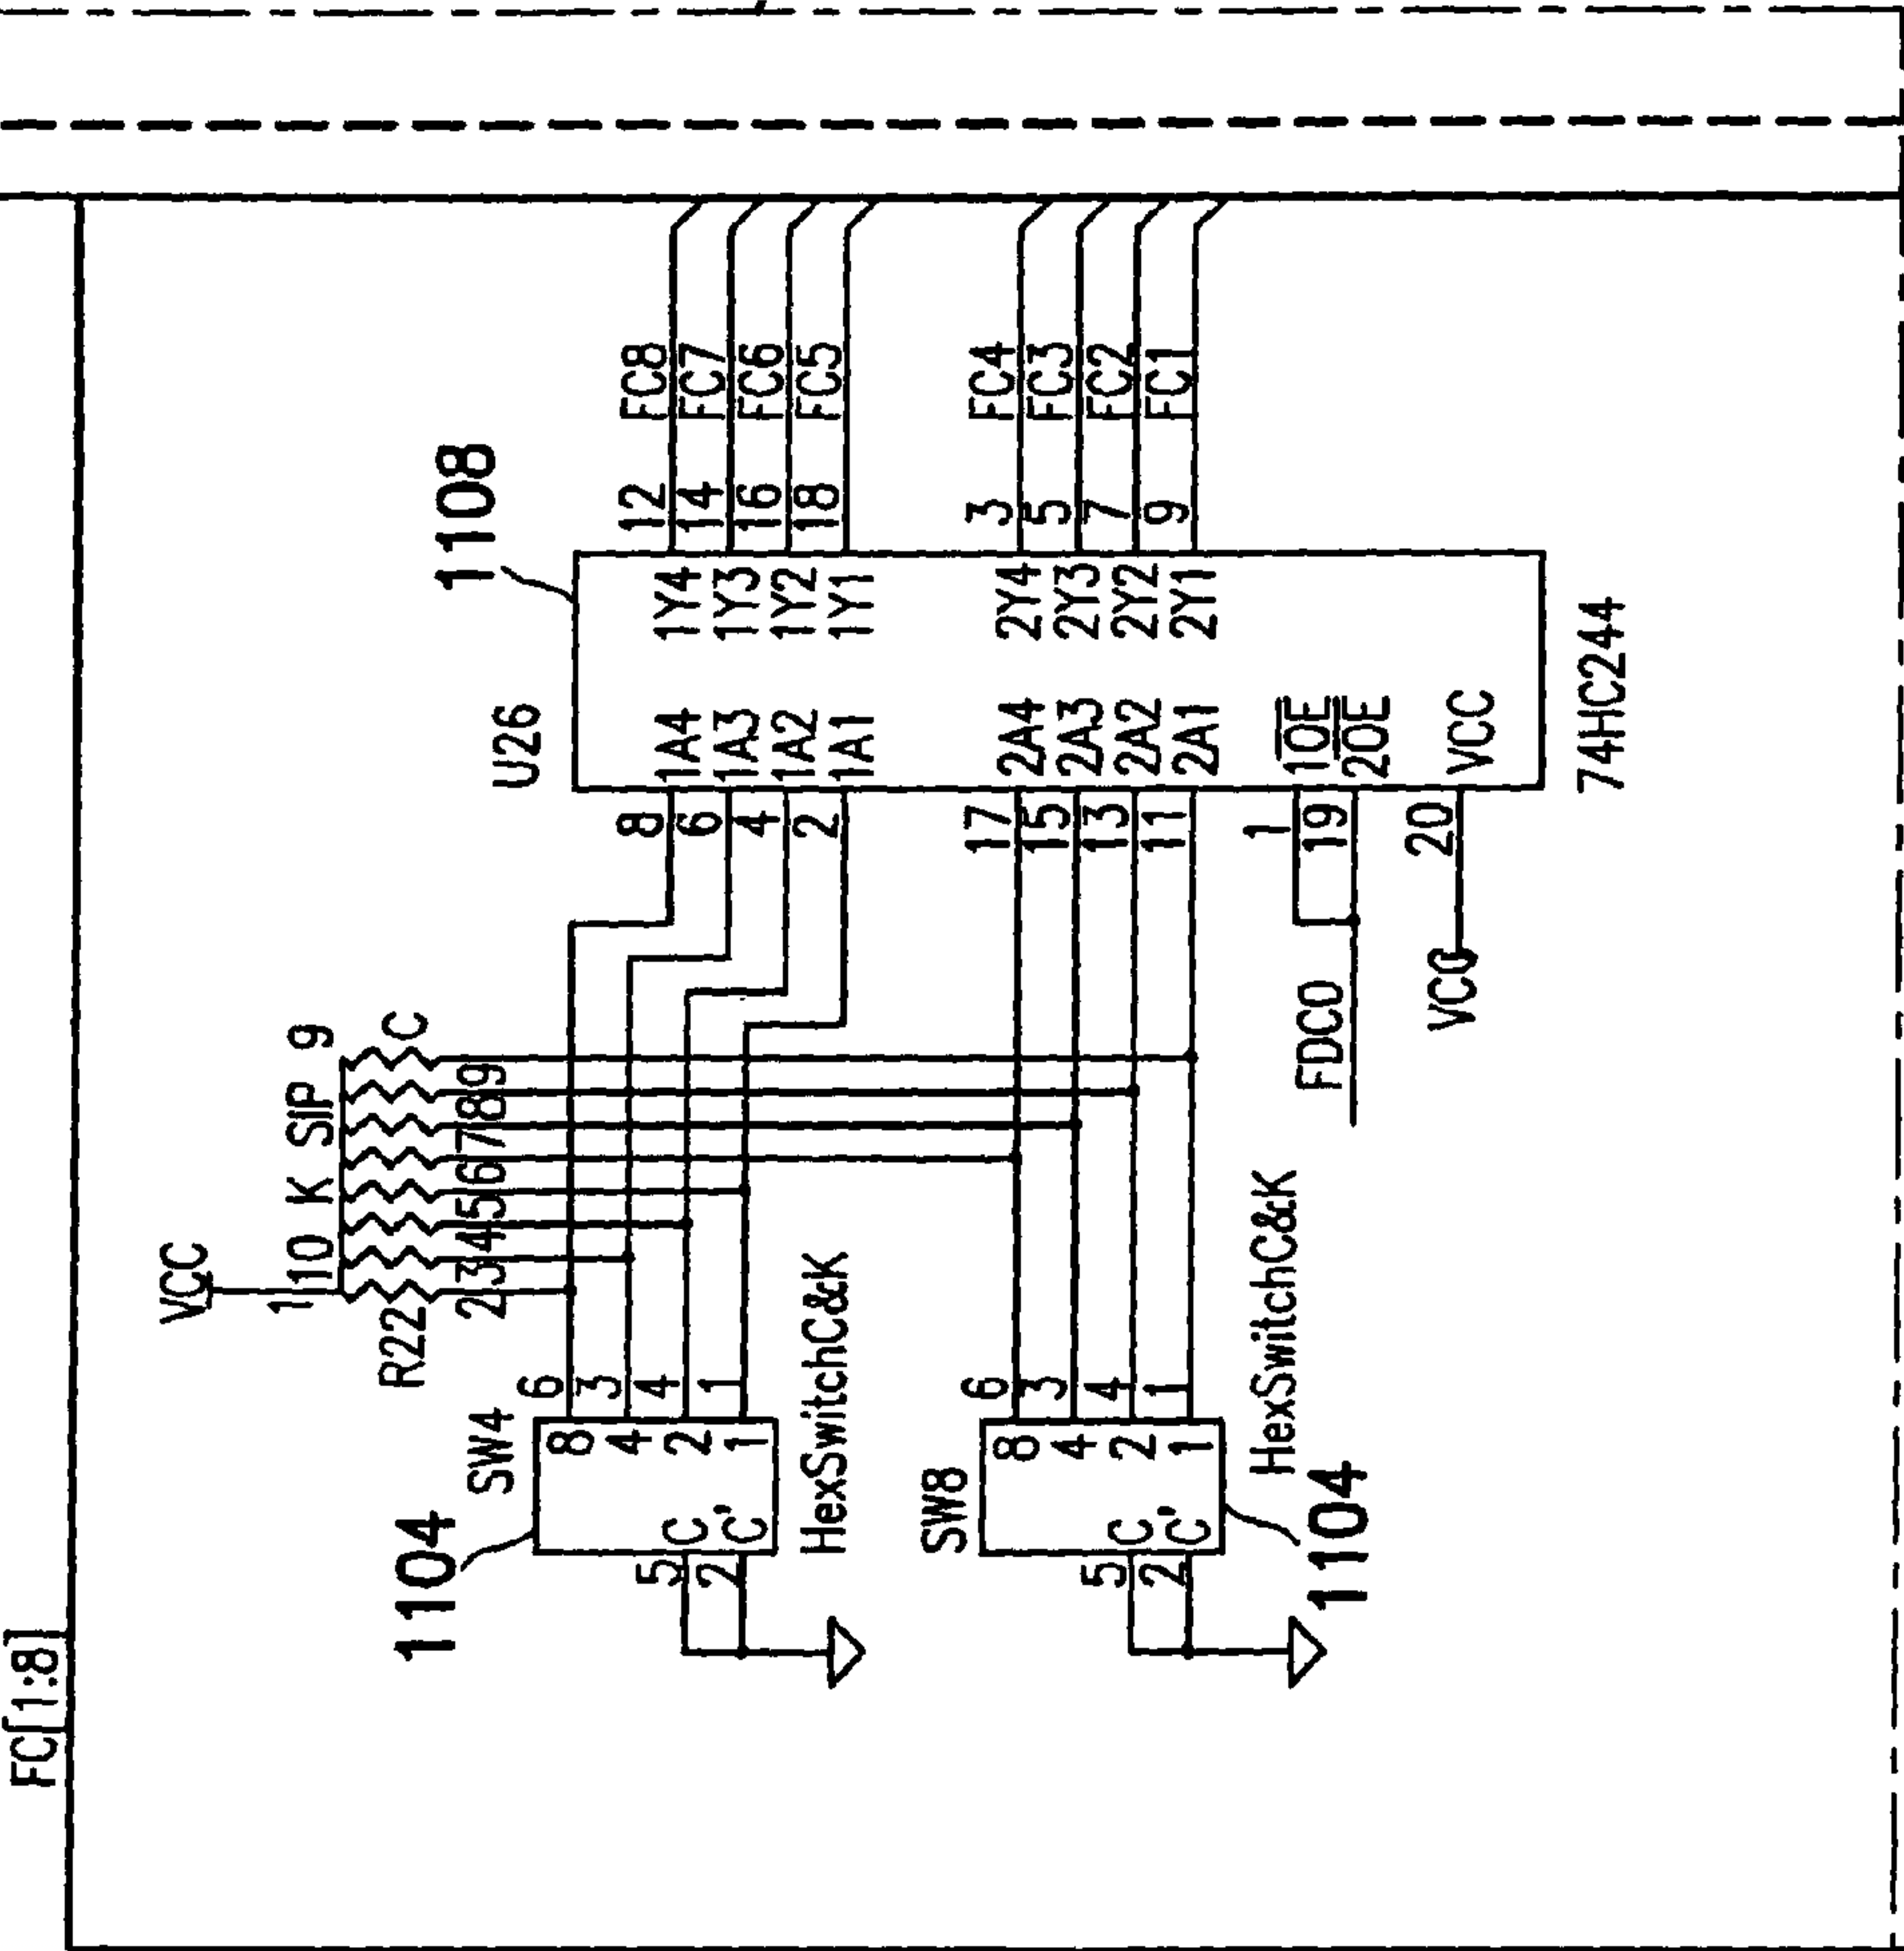 FC[1:8]
VCC
1
10 K SIP 9
R22
C
2 3 4 5 6 7 8 9
1104
SW4
8
4
2
1
C
C'
6
3
4
1
5
2
HexSwitchC&K
SW8
8
4
2
1
C
C'
6
3
4
1
5
2
HexSwitchC&K
1104
1108
U26
8
6
4
2
1A4
1A3
1A2
1A1
1Y4
1Y3
1Y2
1Y1
12
14
16
18
FC8
FC7
FC6
FC5
17
15
13
11
2A4
2A3
2A2
2A1
2Y4
2Y3
2Y2
2Y1
3
5
7
9
FC4
FC3
FC2
FC1
1
19
1OE
2OE
FDC0
20
VCC
VCC
74HC244